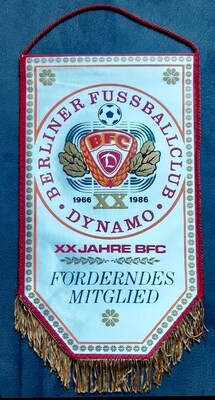 BERLINER FUSSBALLCLUB
BFC
D
1966 XX 1986
DYNAMO
XX JAHRE BFC
FÖRDERNDES
MITGLIED